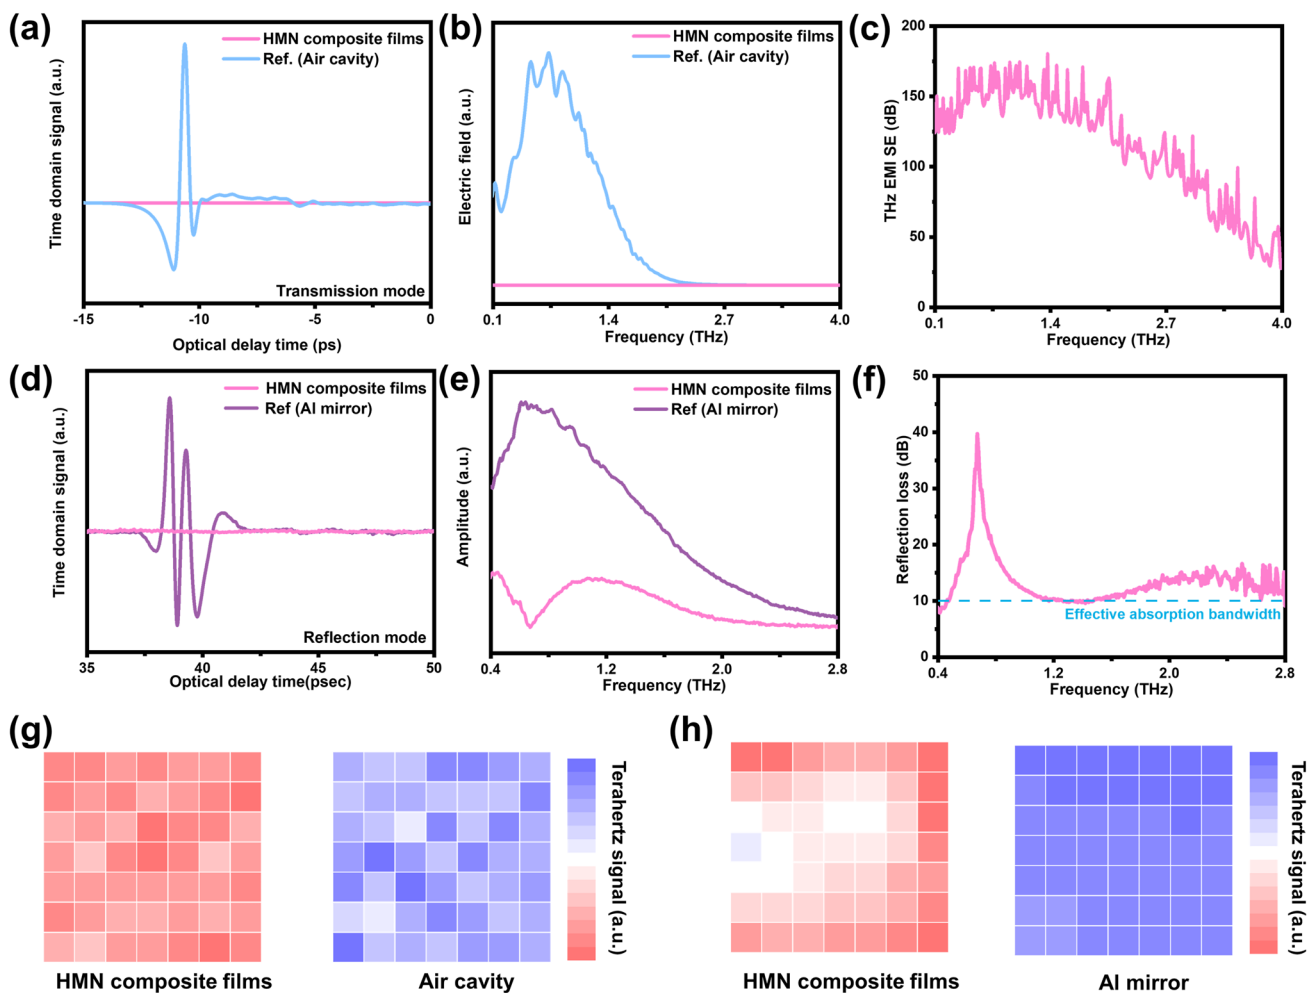 (a)
HMN composite films
Ref. (Air cavity)
Time domain signal (a.u.)
Transmission mode
-15
-10
-5
0
Optical delay time (ps)
(b)
HMN composite films
Ref. (Air cavity)
Electric field (a.u.)
0.1
1.4
2.7
4.0
Frequency (THz)
(c)
200
150
100
50
0
THz EMI SE (dB)
0.1
1.4
2.7
4.0
Frequency (THz)
(d)
HMN composite films
Ref (Al mirror)
Time domain signal (a.u.)
Reflection mode
35
40
45
50
Optical delay time(psec)
(e)
HMN composite films
Ref (Al mirror)
Amplitude (a.u.)
0.4
1.2
2.0
2.8
Frequency (THz)
(f)
50
40
30
20
10
0
Reflection loss (dB)
Effective absorption bandwidth
0.4
1.2
2.0
2.8
Frequency (THz)
(g)
HMN composite films
Air cavity
Terahertz signal (a.u.)
(h)
HMN composite films
Al mirror
Terahertz signal (a.u.)